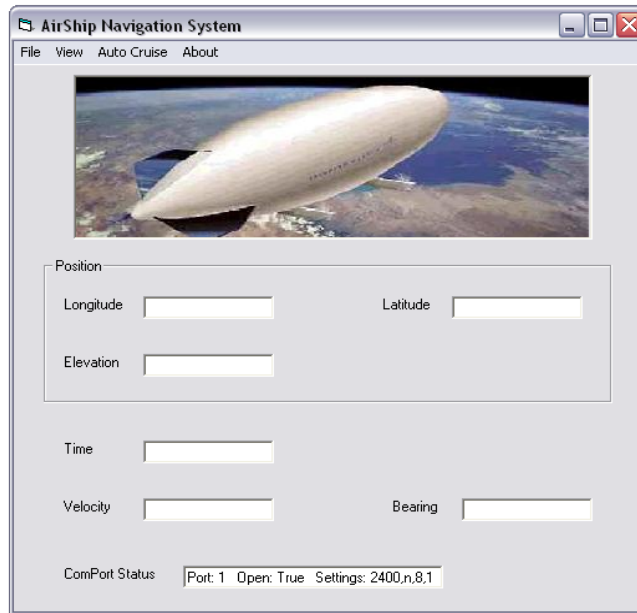 AirShip Navigation System
File View Auto Cruise About
Position
Longitude Latitude
Elevation
Time
Velocity Bearing
ComPort Status Port: 1 Open: True Settings: 2400,n,8,1